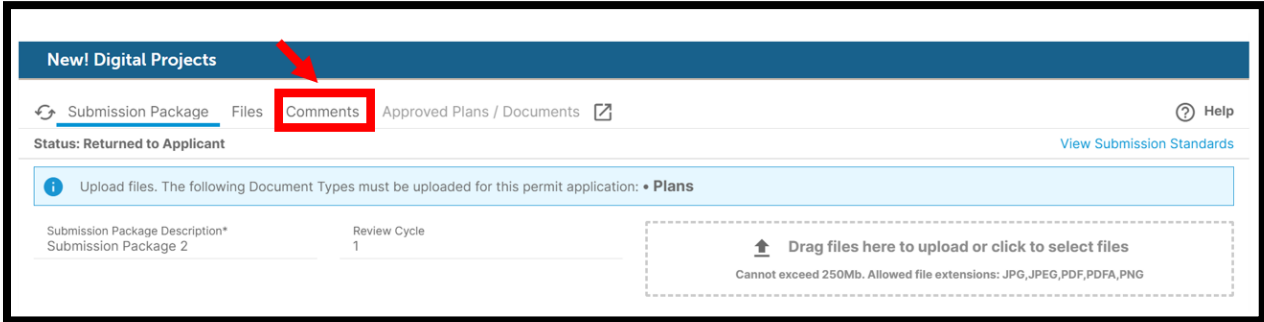 New! Digital Projects
Submission Package Files Comments Approved Plans / Documents Help
Status: Returned to Applicant View Submission Standards
Upload files. The following Document Types must be uploaded for this permit application: • Plans
Submission Package Description* Review Cycle
Submission Package 2 1
Drag files here to upload or click to select files
Cannot exceed 250Mb. Allowed file extensions: JPG,JPEG,PDF,PDFA,PNG